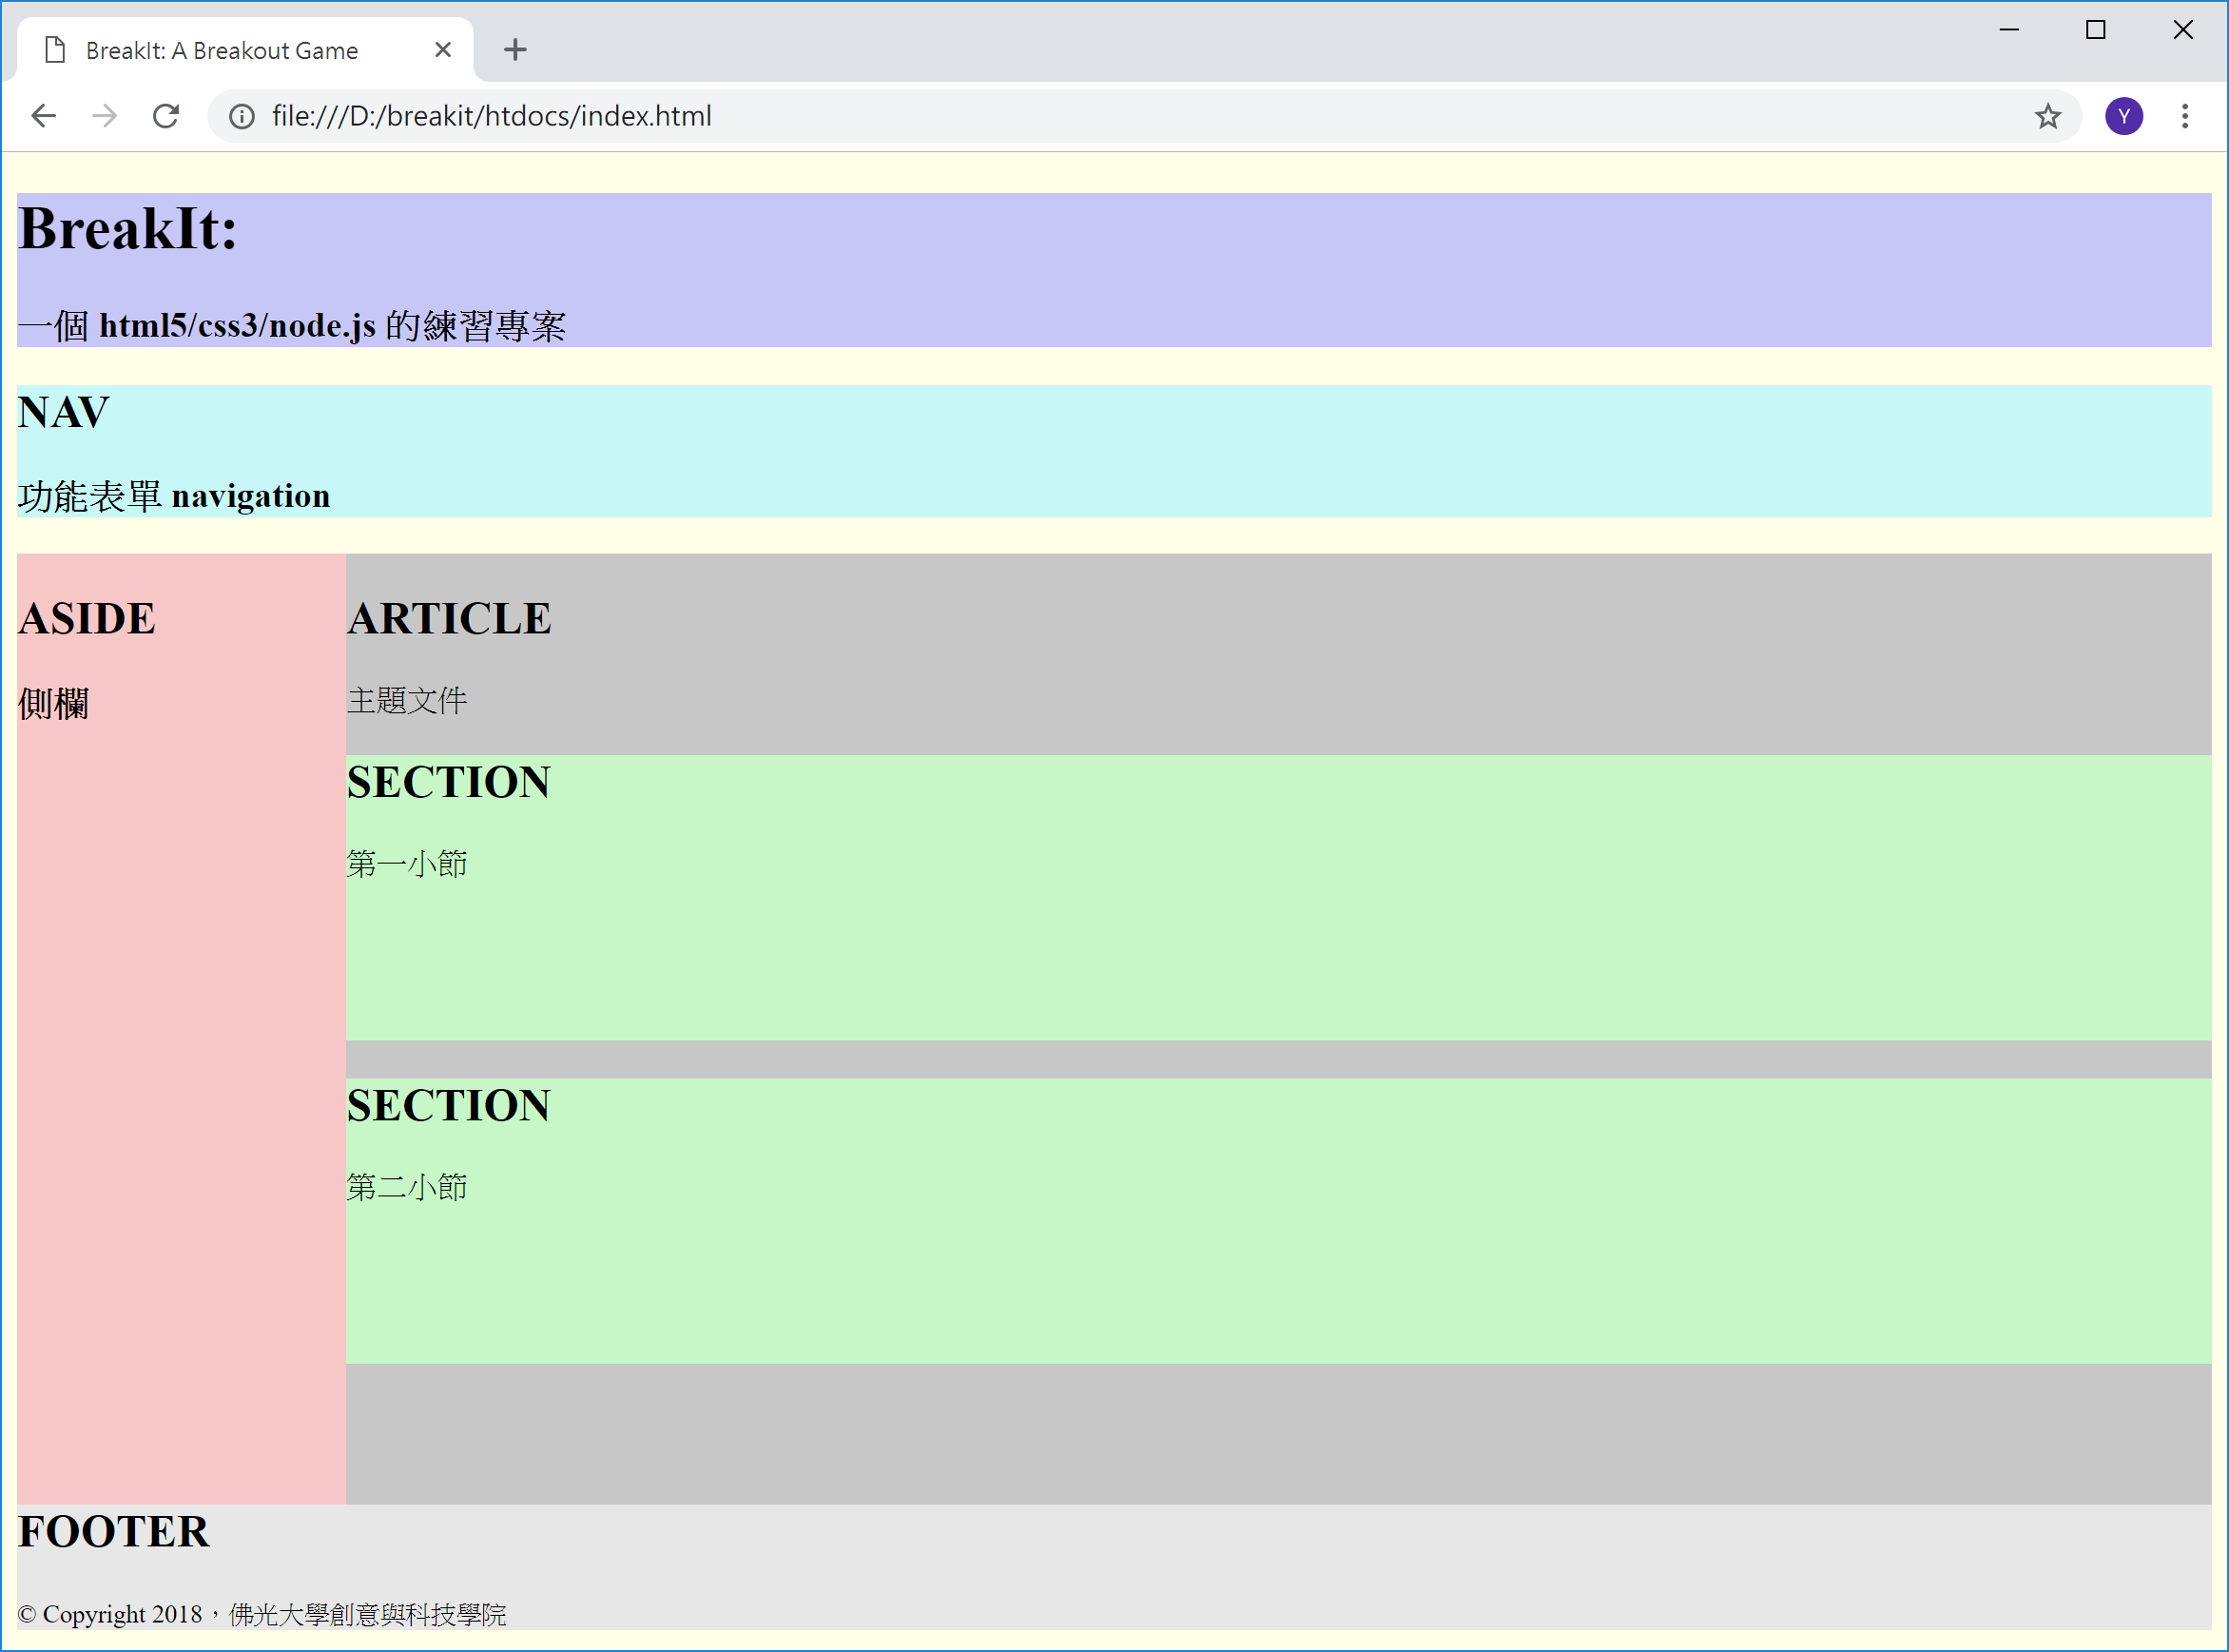 BreakIt: A Breakout Game
file:///D:/breakit/htdocs/index.html
Y
BreakIt:
一個 html5/css3/node.js 的練習專案
NAV
功能表單 navigation
ASIDE
側欄
ARTICLE
主題文件
SECTION
第一小節
SECTION
第二小節
FOOTER
© Copyright 2018，佛光大學創意與科技學院